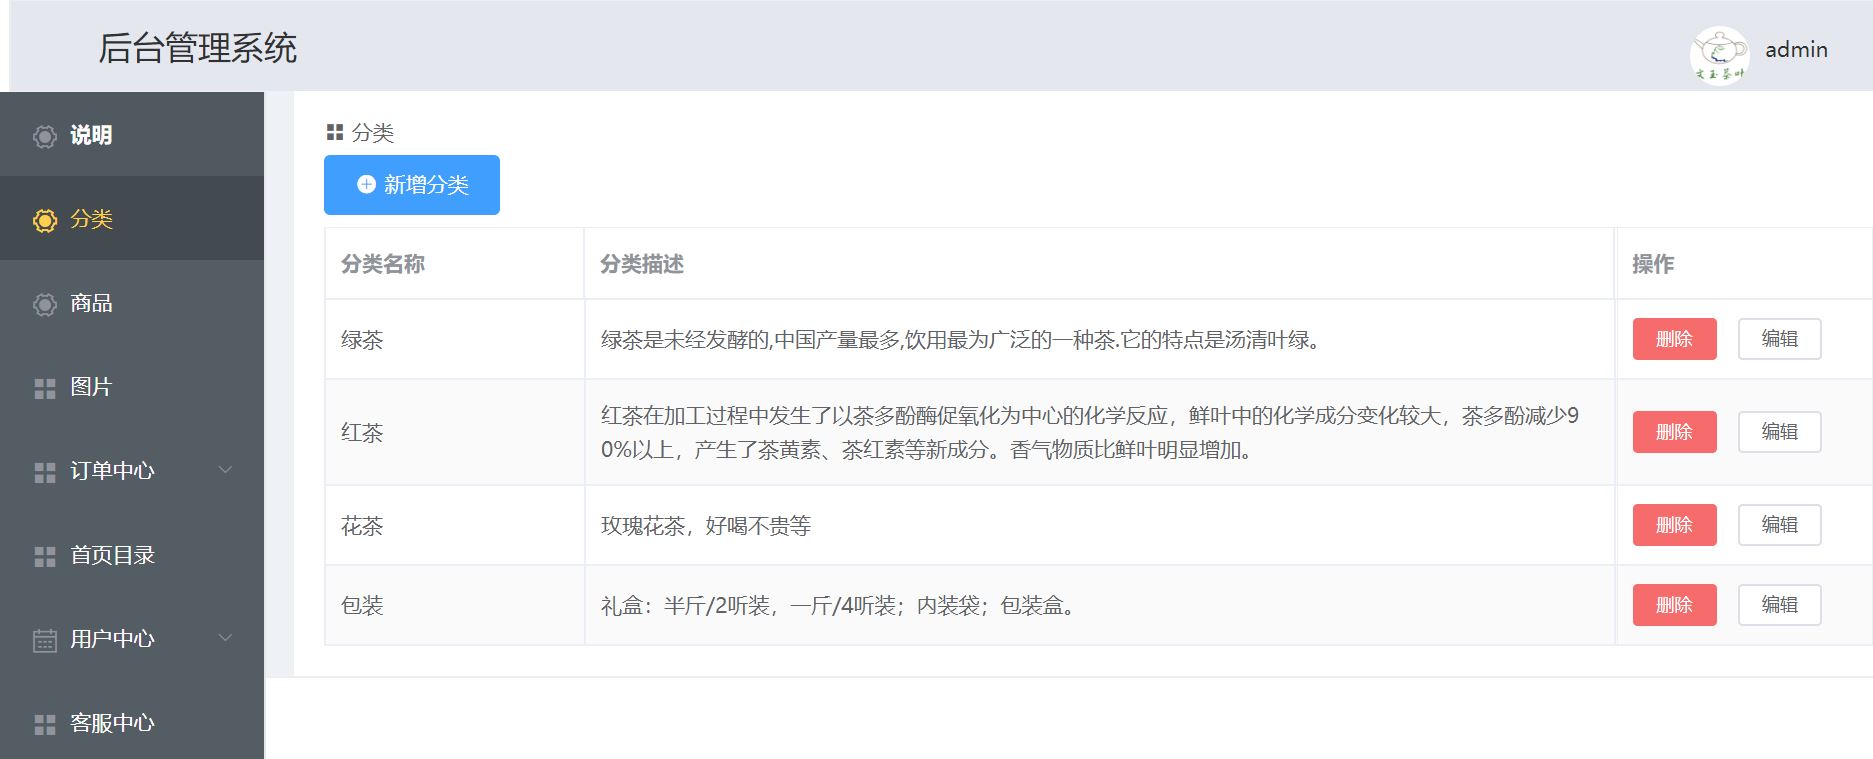 后台管理系统
文玉茶叶
admin
说明
分类
商品
图片
订单中心
首页目录
用户中心
客服中心
分类
新增分类
分类名称 分类描述 操作
绿茶 绿茶是未经发酵的,中国产量最多,饮用最为广泛的一种茶.它的特点是汤清叶绿。 删除 编辑
红茶 红茶在加工过程中发生了以茶多酚酶促氧化为中心的化学反应，鲜叶中的化学成分变化较大，茶多酚减少9
0%以上，产生了茶黄素、茶红素等新成分。香气物质比鲜叶明显增加。 删除 编辑
花茶 玫瑰花茶，好喝不贵等 删除 编辑
包装 礼盒：半斤/2听装，一斤/4听装；内装袋；包装盒。 删除 编辑